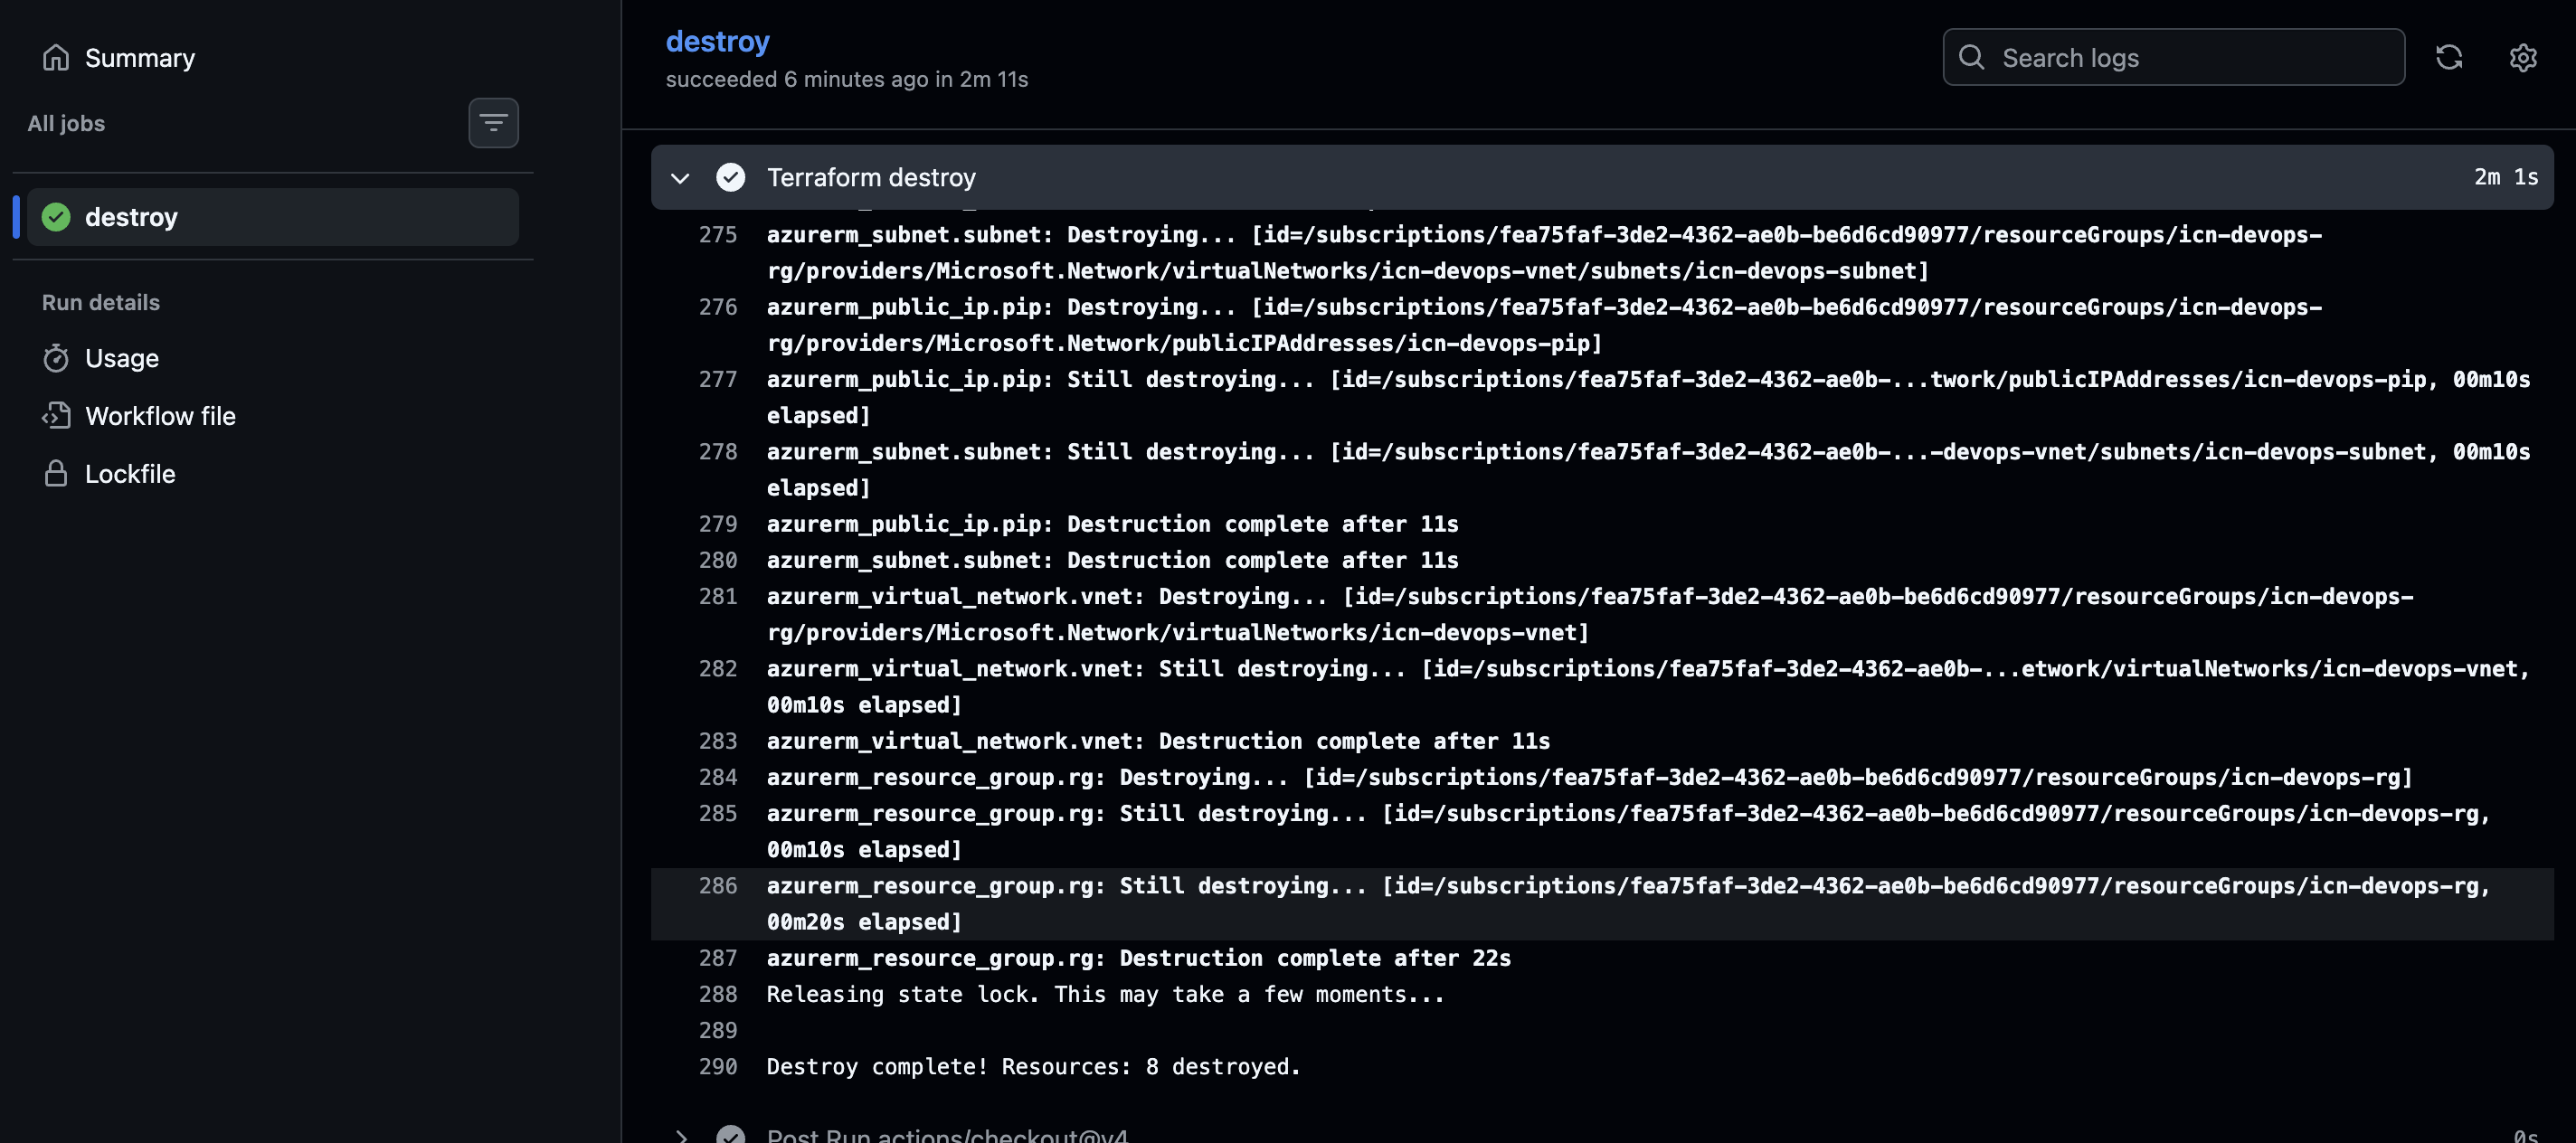 Summary
All jobs
destroy
Run details
Usage
Workflow file
Lockfile
destroy
succeeded 6 minutes ago in 2m 11s
Search logs
Terraform destroy
2m 1s
275 azurerm_subnet.subnet: Destroying... [id=/subscriptions/fea75faf-3de2-4362-ae0b-be6d6cd90977/resourceGroups/icn-devops-
rg/providers/Microsoft.Network/virtualNetworks/icn-devops-vnet/subnets/icn-devops-subnet]
276 azurerm_public_ip.pip: Destroying... [id=/subscriptions/fea75faf-3de2-4362-ae0b-be6d6cd90977/resourceGroups/icn-devops-
rg/providers/Microsoft.Network/publicIPAddresses/icn-devops-pip]
277 azurerm_public_ip.pip: Still destroying... [id=/subscriptions/fea75faf-3de2-4362-ae0b-...twork/publicIPAddresses/icn-devops-pip, 00m10s
elapsed]
278 azurerm_subnet.subnet: Still destroying... [id=/subscriptions/fea75faf-3de2-4362-ae0b-...-devops-vnet/subnets/icn-devops-subnet, 00m10s
elapsed]
279 azurerm_public_ip.pip: Destruction complete after 11s
280 azurerm_subnet.subnet: Destruction complete after 11s
281 azurerm_virtual_network.vnet: Destroying... [id=/subscriptions/fea75faf-3de2-4362-ae0b-be6d6cd90977/resourceGroups/icn-devops-
rg/providers/Microsoft.Network/virtualNetworks/icn-devops-vnet]
282 azurerm_virtual_network.vnet: Still destroying... [id=/subscriptions/fea75faf-3de2-4362-ae0b-...etwork/virtualNetworks/icn-devops-vnet,
00m10s elapsed]
283 azurerm_virtual_network.vnet: Destruction complete after 11s
284 azurerm_resource_group.rg: Destroying... [id=/subscriptions/fea75faf-3de2-4362-ae0b-be6d6cd90977/resourceGroups/icn-devops-rg]
285 azurerm_resource_group.rg: Still destroying... [id=/subscriptions/fea75faf-3de2-4362-ae0b-be6d6cd90977/resourceGroups/icn-devops-rg,
00m10s elapsed]
286 azurerm_resource_group.rg: Still destroying... [id=/subscriptions/fea75faf-3de2-4362-ae0b-be6d6cd90977/resourceGroups/icn-devops-rg,
00m20s elapsed]
287 azurerm_resource_group.rg: Destruction complete after 22s
288 Releasing state lock. This may take a few moments...
289
290 Destroy complete! Resources: 8 destroyed.
Post Run actions/checkout@v4
0s